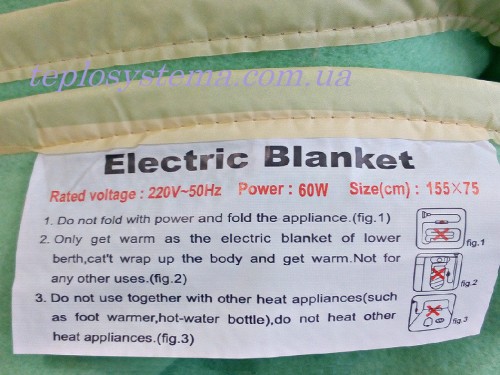 teplosystema.com.ua
Electric Blanket
Rated voltage : 220V~50Hz Power : 60W Size(cm) : 155×75
1. Do not fold with power and fold the appliance.(fig.1)
2. Only get warm as the electric blanket of lower
berth,cat't wrap up the body and get warm.Not for
any other uses.(fig.2)
3. Do not use together with other heat appliances(such
as foot warmer,hot-water bottle),do not heat other
heat appliances.(fig.3)
fig.1
fig.2
fig.3